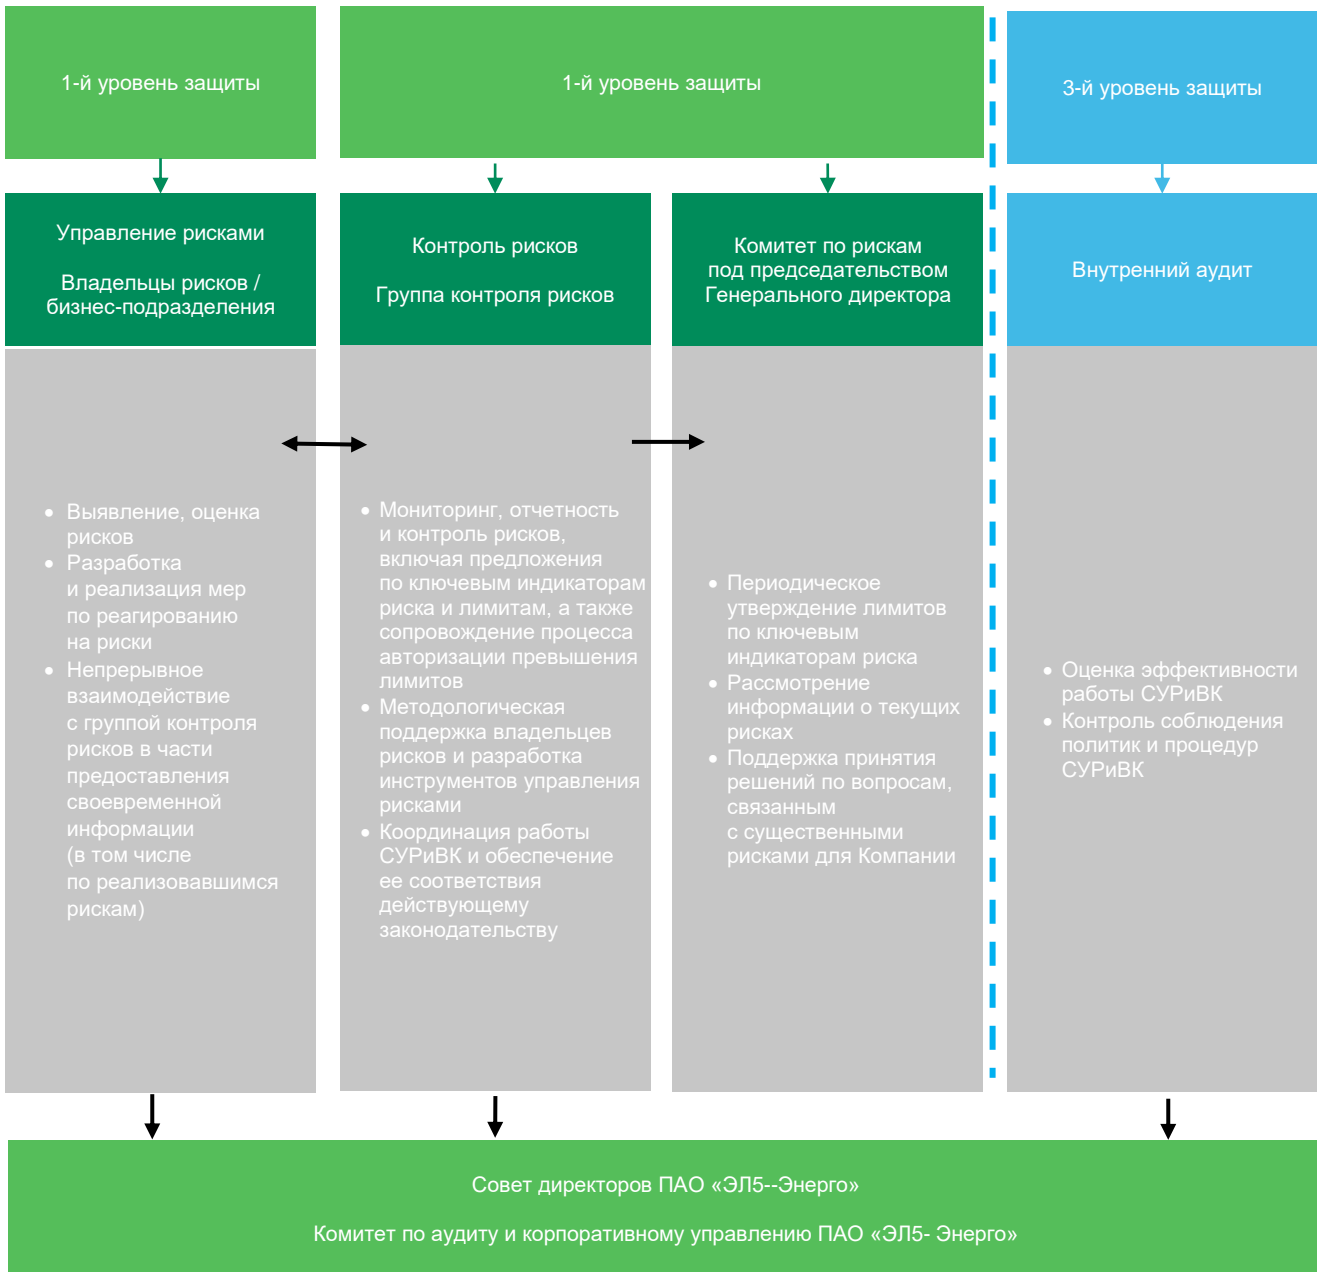 1-й уровень защиты
1-й уровень защиты
3-й уровень защиты
Управление рисками
Владельцы рисков /
бизнес-подразделения
Контроль рисков
Группа контроля рисков
Комитет по рискам
под председательством
Генерального директора
Внутренний аудит
• Выявление, оценка
рисков
• Разработка
и реализация мер
по реагированию
на риски
• Непрерывное
взаимодействие
с группой контроля
рисков в части
предоставления
своевременной
информации
(в том числе
по реализовавшимся
рискам)
• Мониторинг, отчетность
и контроль рисков,
включая предложения
по ключевым индикаторам
риска и лимитам, а также
сопровождение процесса
авторизации превышения
лимитов
• Методологическая
поддержка владельцев
рисков и разработка
инструментов управления
рисками
• Координация работы
СУРиВК и обеспечение
ее соответствия
действующему
законодательству
• Периодическое
утверждение лимитов
по ключевым
индикаторам риска
• Рассмотрение
информации о текущих
рисках
• Поддержка принятия
решений по вопросам,
связанным
с существенными
рисками для Компании
• Оценка эффективности
работы СУРиВК
• Контроль соблюдения
политик и процедур
СУРиВК
Совет директоров ПАО «ЭЛ5--Энерго»
Комитет по аудиту и корпоративному управлению ПАО «ЭЛ5- Энерго»